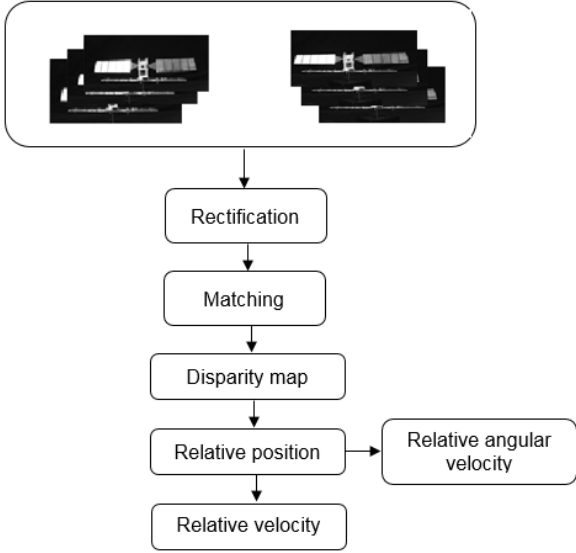 Rectification
Matching
Disparity map
Relative position
Relative angular
velocity
Relative velocity